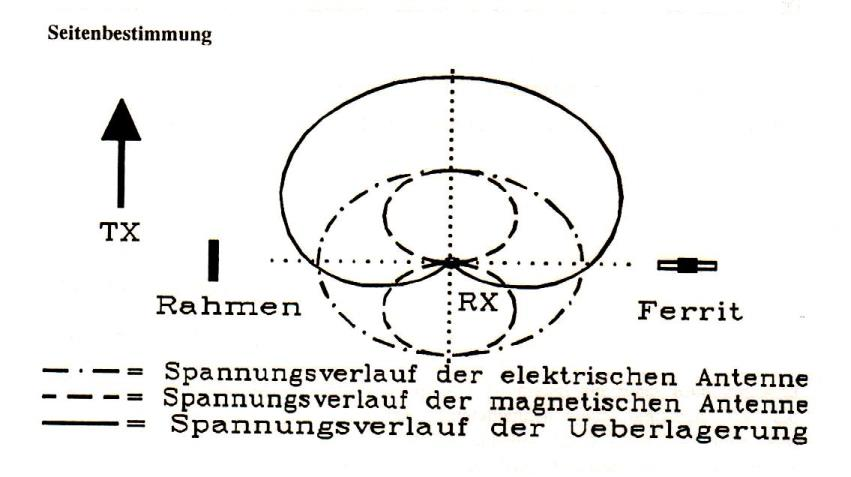 Seitenbestimmung
TX
Rahmen
RX
Ferrit
= Spannungsverlauf der elektrischen Antenne
= Spannungsverlauf der magnetischen Antenne
= Spannungsverlauf der Ueberlagerung